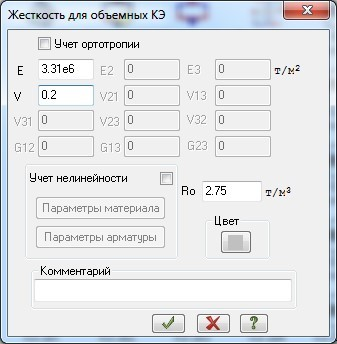 Жесткость для объемных КЭ
Учет ортотропии
E 3.31e6 E2 0 E3 0 т/м2
V 0.2 V21 0 V13 0
V31 0 V23 0 V32 0
G12 0 G13 0 G23 0
Учет нелинейности
Ro 2.75 т/м3
Параметры материала
Цвет
Параметры арматуры
Комментарий
?